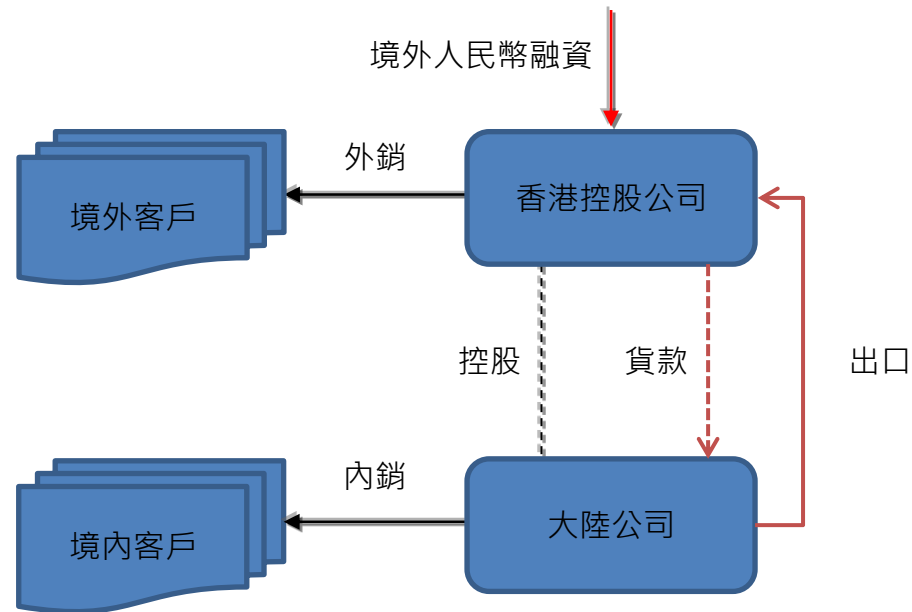 境外人民幣融資
外銷
香港控股公司
境外客戶
控股
貨款
出口
內銷
大陸公司
境內客戶